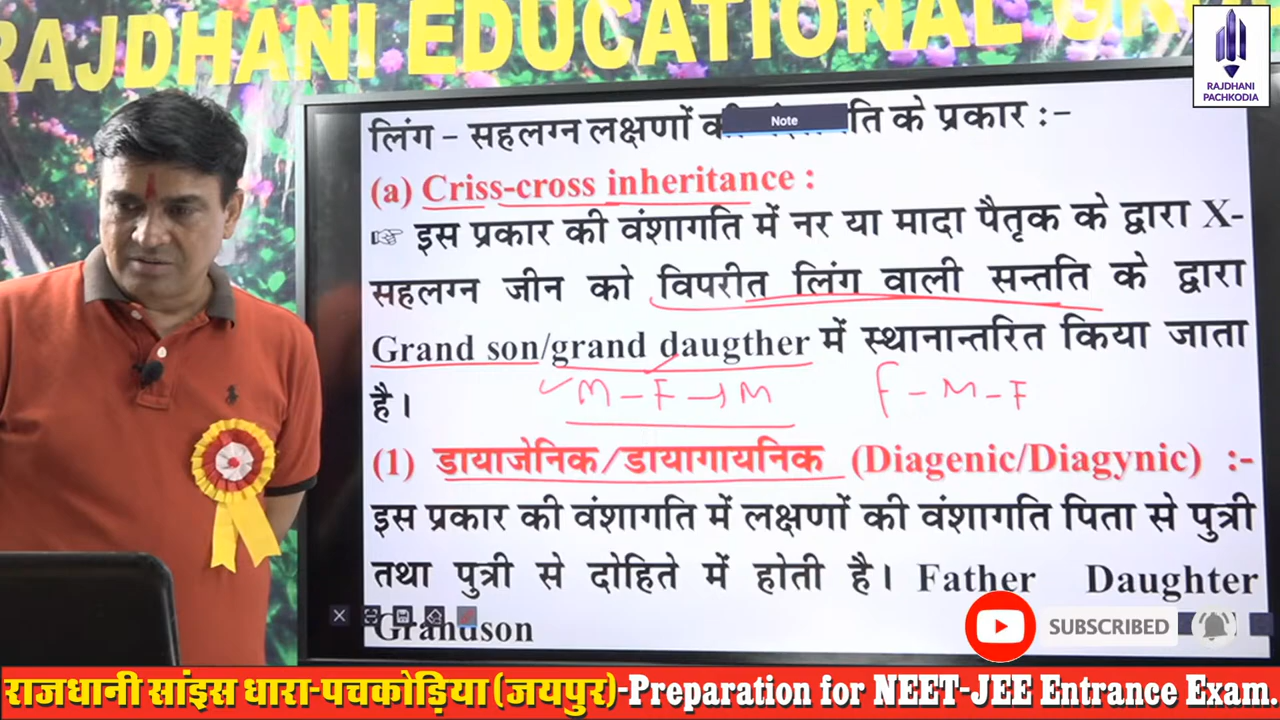 RAJDHANI EDUCATIONAL
RAJDHANI
PACHKODIA
Note
लिंग – सहलग्न लक्षणों के प्रकार :–
(a) Criss-cross inheritance :
☞ इस प्रकार की वंशागति में नर या मादा पैतृक के द्वारा X-
सहलग्न जीन को विपरीत लिंग वाली सन्तति के द्वारा
Grand son/grand daugther में स्थानान्तरित किया जाता
है।
M – F → M
F – M – F
(1) डायाजेनिक/डायागायनिक (Diagenic/Diagynic) :-
इस प्रकार की वंशागति में लक्षणों की वंशागति पिता से पुत्री
तथा पुत्री से दोहिते में होती है। Father Daughter
Grandson
SUBSCRIBED
राजधानी सांइस धारा-पचकोड़िया (जयपुर)-Preparation for NEET-JEE Entrance Exam.